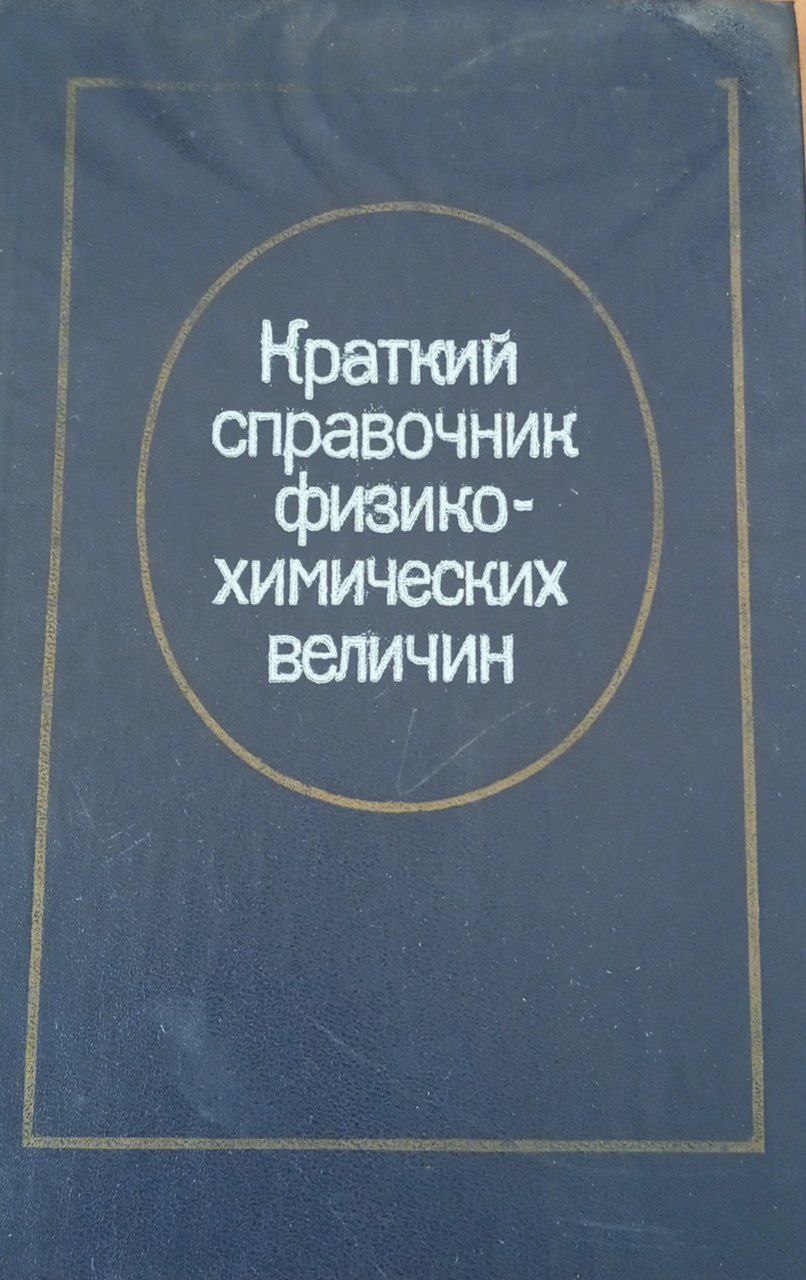 Краткий
справочник
физико-
химических
величин